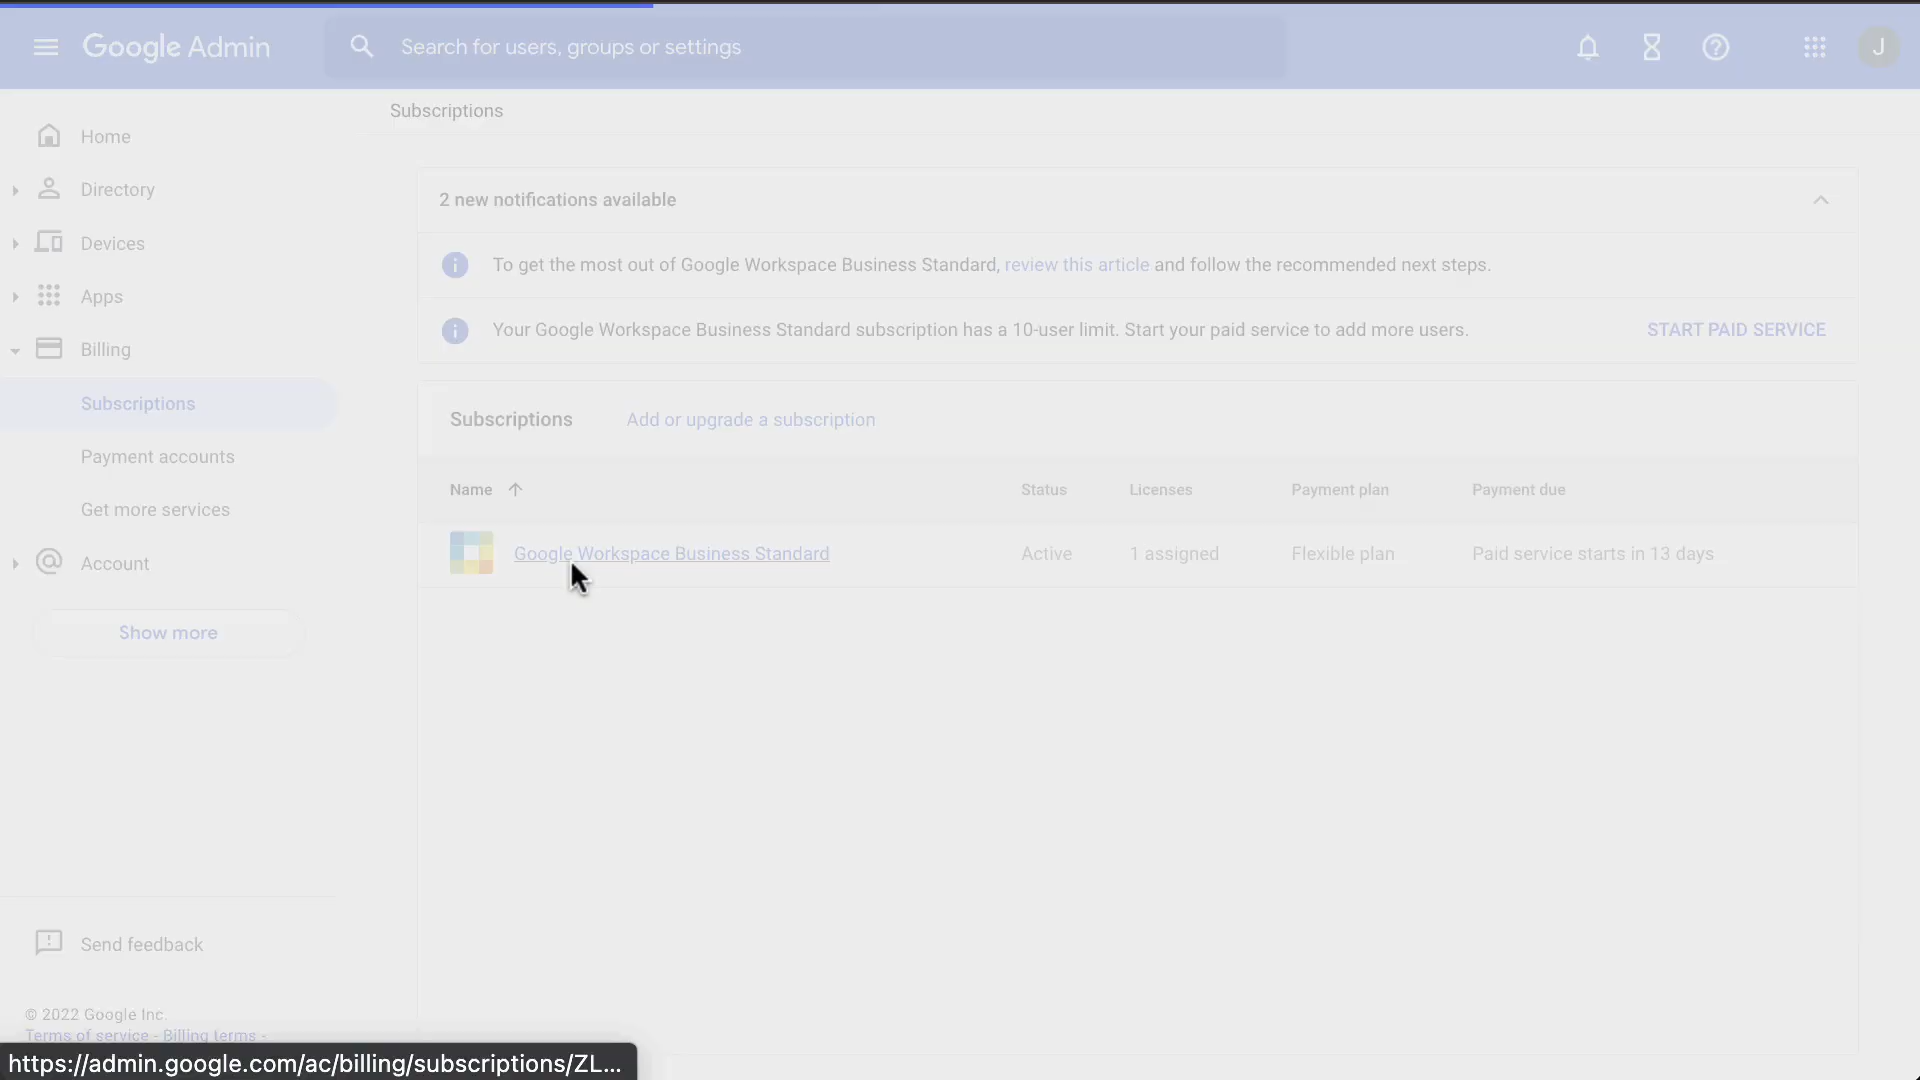 Google Admin
Search for users, groups or settings
J
Subscriptions
Home
Directory
Devices
Apps
Billing
Subscriptions
Payment accounts
Get more services
Account
Show more
2 new notifications available
To get the most out of Google Workspace Business Standard, review this article and follow the recommended next steps.
Your Google Workspace Business Standard subscription has a 10-user limit. Start your paid service to add more users. START PAID SERVICE
Subscriptions Add or upgrade a subscription
Name Status Licenses Payment plan Payment due
Google Workspace Business Standard Active 1 assigned Flexible plan Paid service starts in 13 days
Send feedback
© 2022 Google Inc.
Terms of service - Billing terms -
https://admin.google.com/ac/billing/subscriptions/ZL...